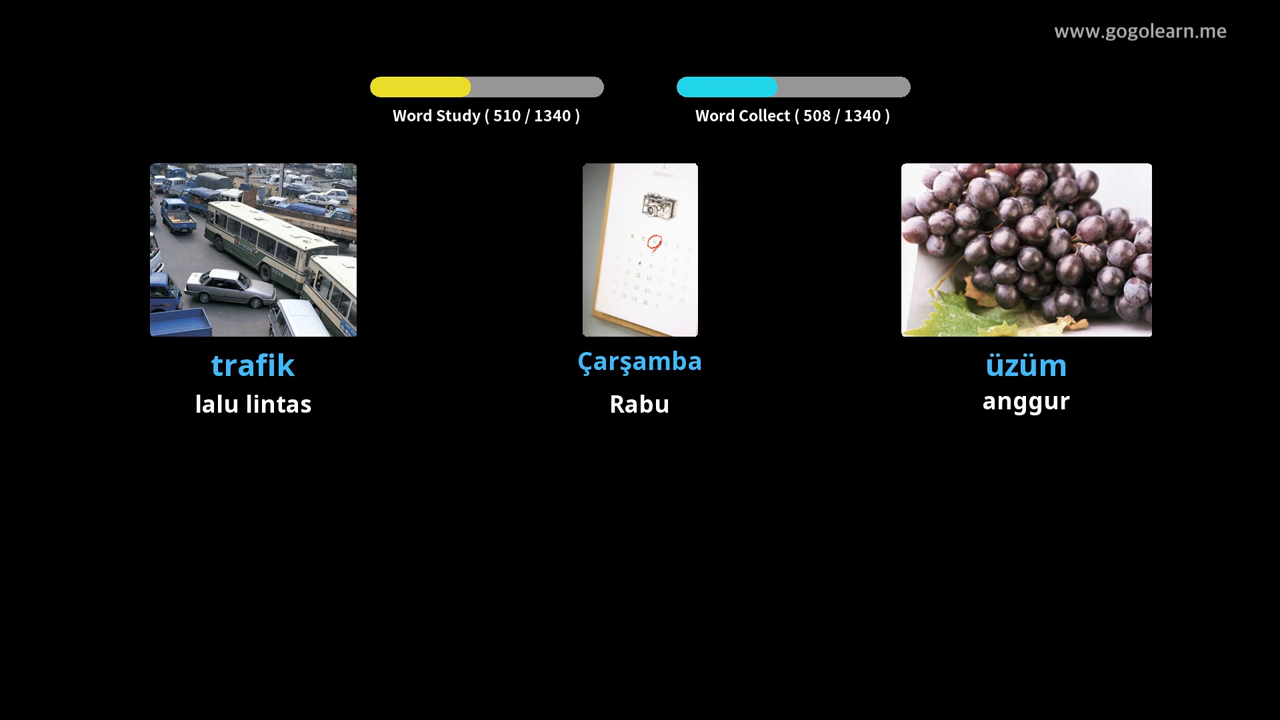 www.gogolearn.me
Word Study ( 510 / 1340 )
Word Collect ( 508 / 1340 )
trafik
Çarşamba
üzüm
lalu lintas
Rabu
anggur